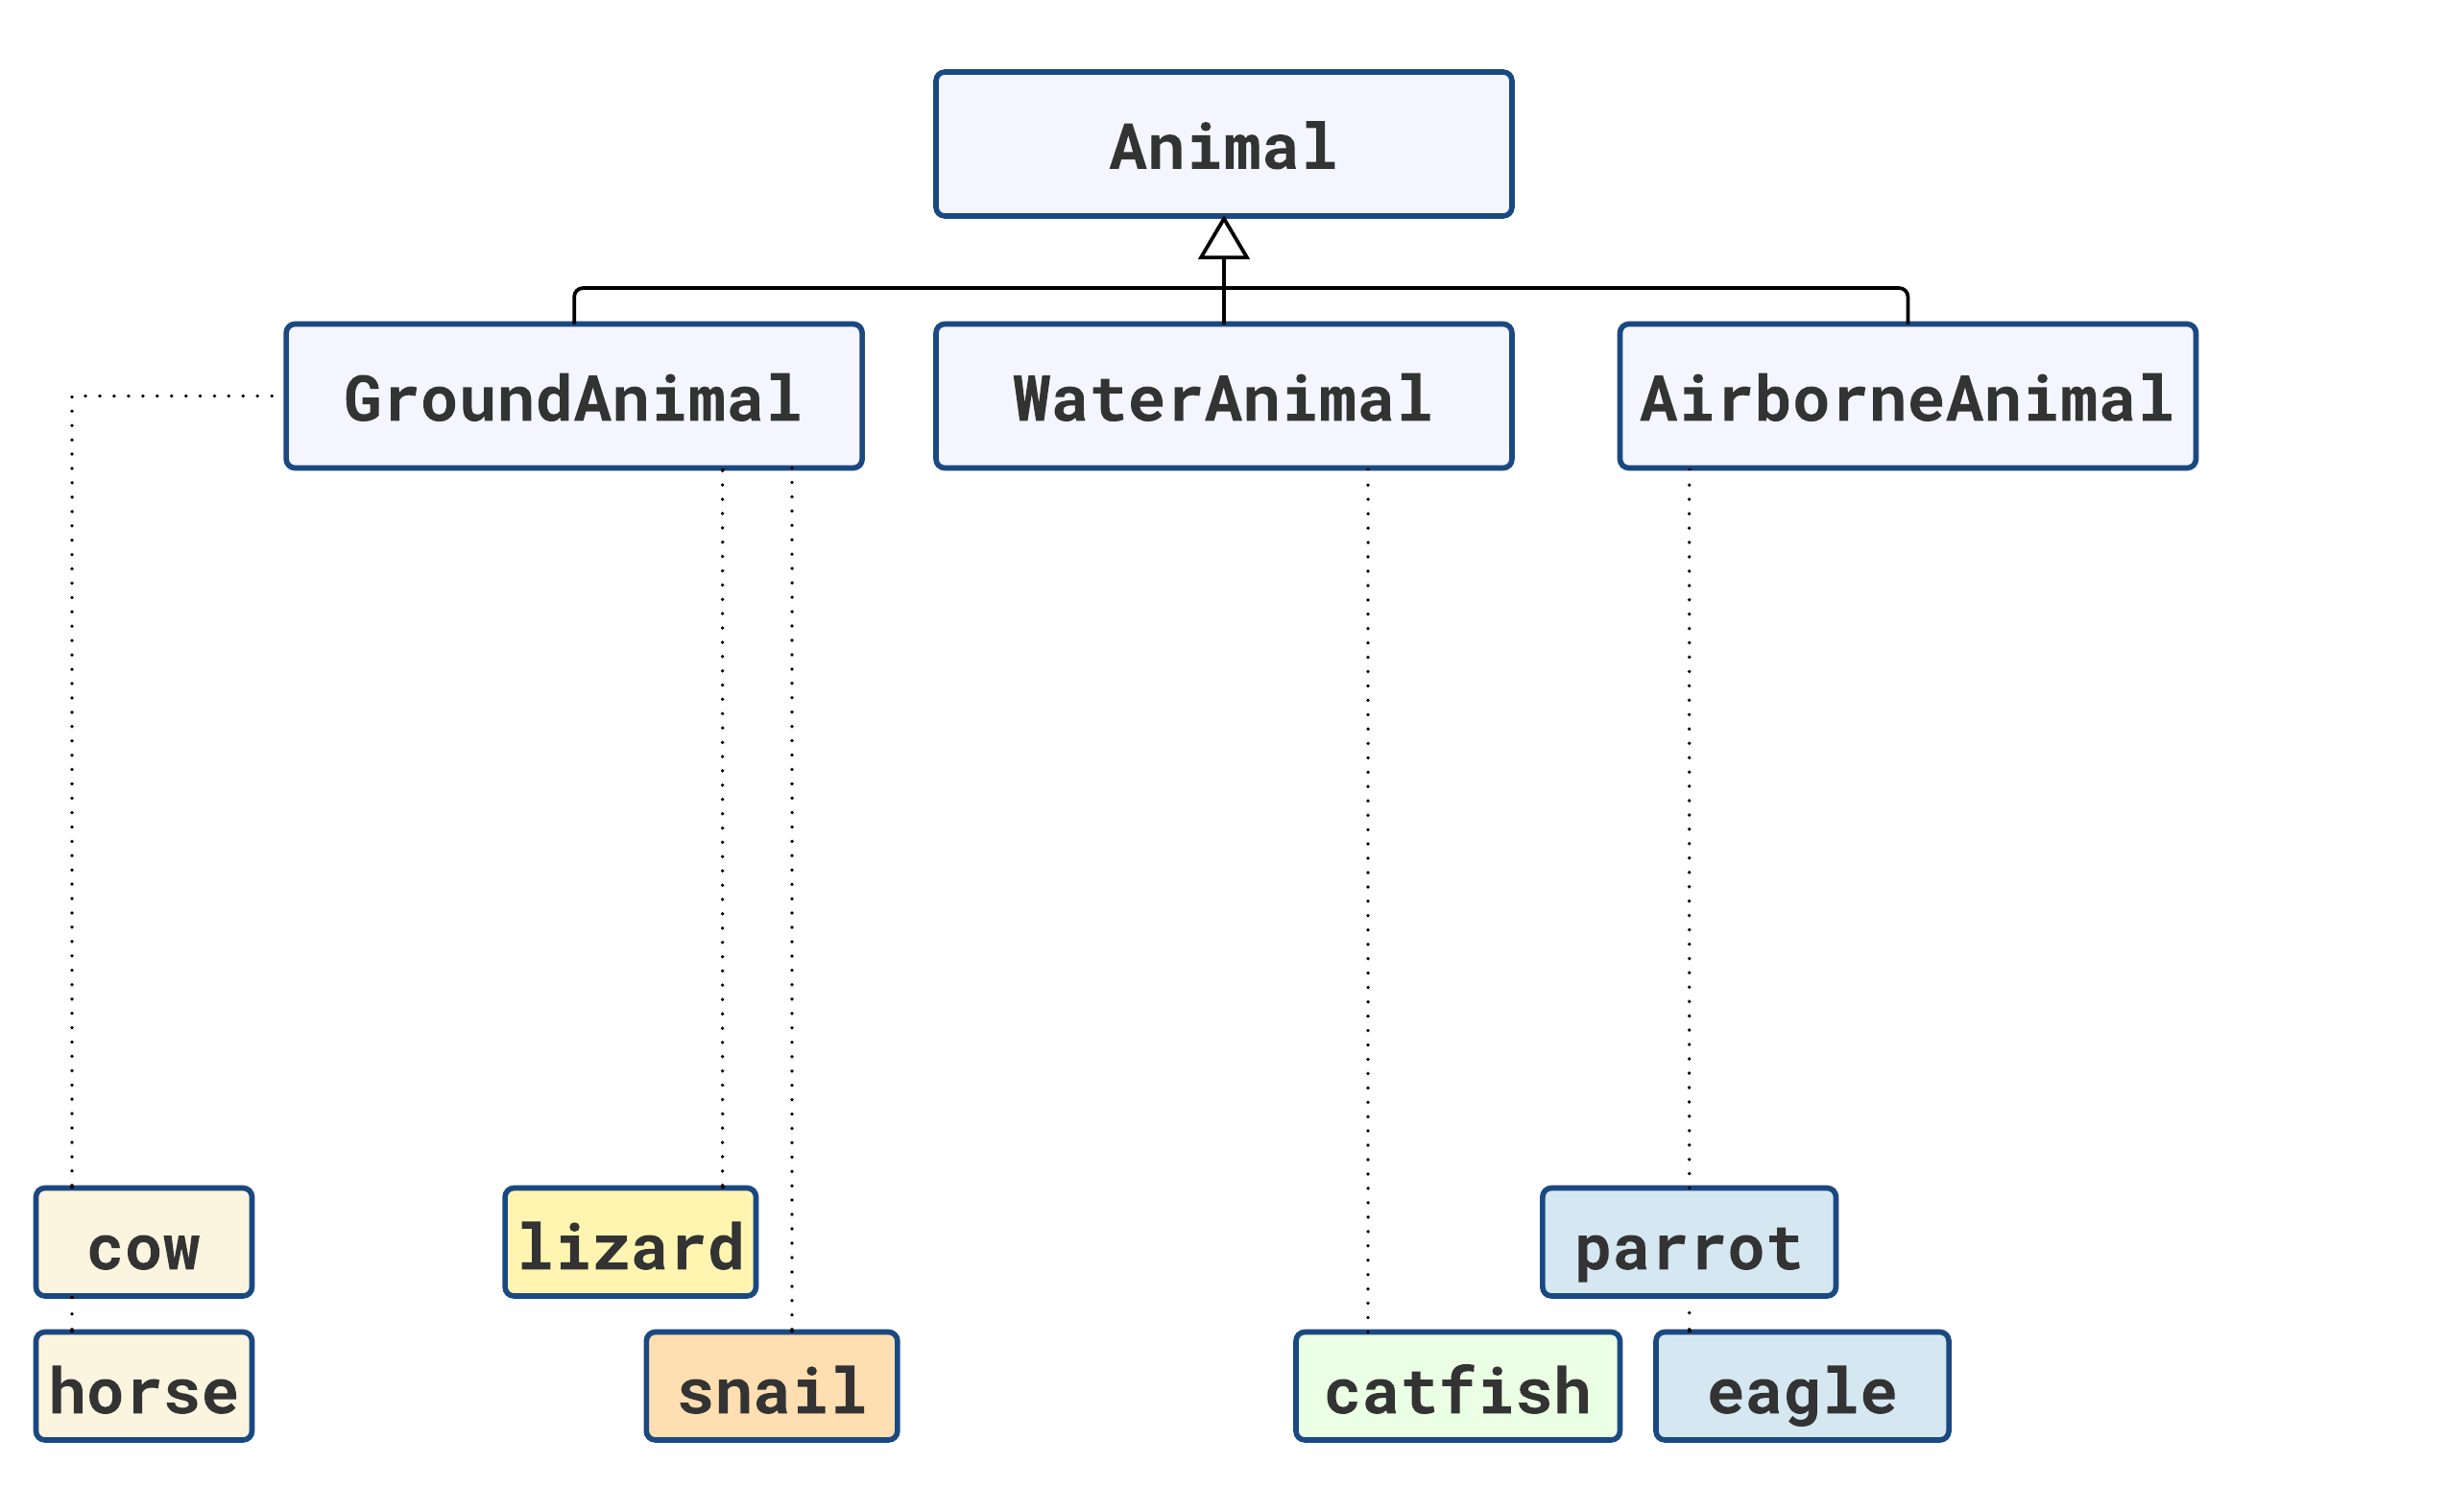 Animal
GroundAnimal
WaterAnimal
AirborneAnimal
cow
lizard
parrot
horse
snail
catfish
eagle